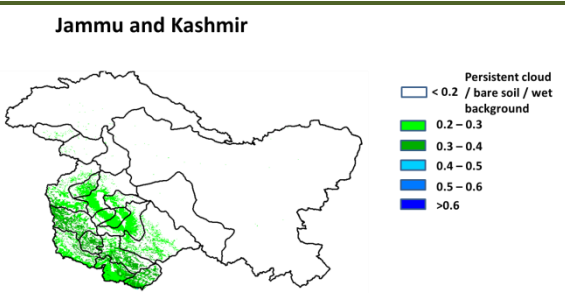 Jammu and Kashmir
Persistent cloud
< 0.2 / bare soil / wet
background
0.2 – 0.3
0.3 – 0.4
0.4 – 0.5
0.5 – 0.6
>0.6